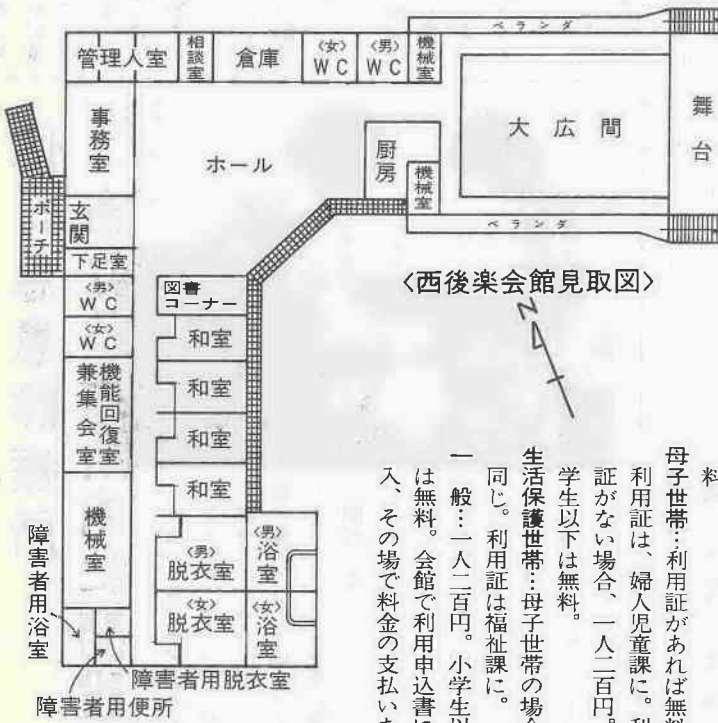 ベランダ
管理人室
相談室
倉庫
〈女〉
WC
〈男〉
WC
機械室
大広間
舞台
事務室
ホール
厨房
機械室
ポーチ
玄関
ベランダ
下足室
〈西後楽会館見取図〉
N
〈男〉
WC
〈女〉
WC
図書
コーナー
和室
和室
和室
和室
機能回復室
兼集会室
機械室
〈男〉
脱衣室
〈男〉
浴室
〈女〉
脱衣室
〈女〉
浴室
障害者用浴室
障害者用脱衣室
障害者用便所
料
母子世帯…利用証があれば無料
利用証は、婦人児童課に。利
証がない場合、一人二百円。
学生以下は無料。
生活保護世帯…母子世帯の場合
同じ。利用証は福祉課に。
一般…一人二百円。小学生以
は無料。会館で利用申込書に
入、その場で料金の支払い